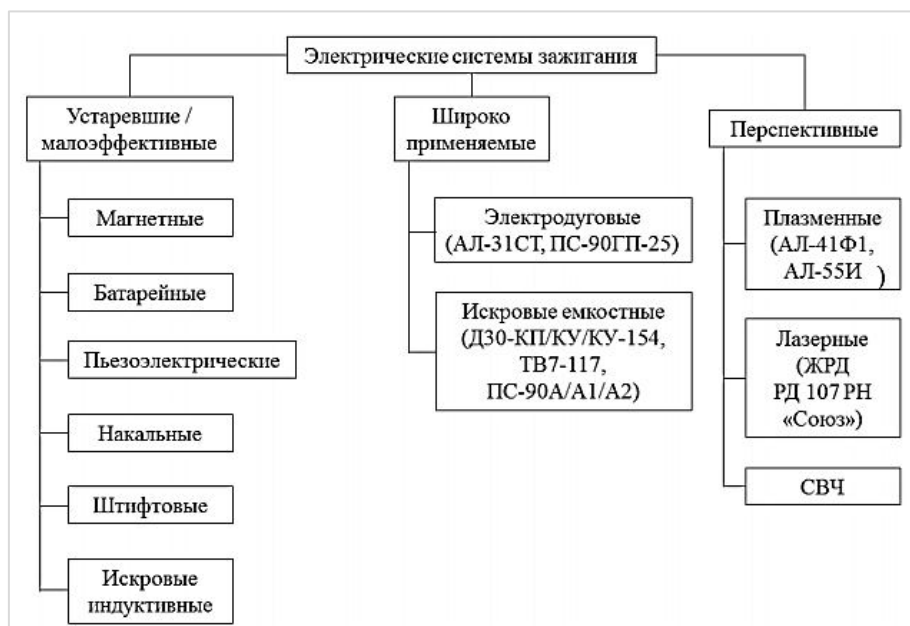 Электрические системы зажигания
Устаревшие /
малоэффективные
Магнетные
Батарейные
Пьезоэлектрические
Накальные
Штифтовые
Искровые
индуктивные
Широко
применяемые
Электродуговые
(АЛ-31СТ, ПС-90ГП-25)
Искровые емкостные
(Д30-КП/КУ/КУ-154,
ТВ7-117,
ПС-90А/А1/А2)
Перспективные
Плазменные
(АЛ-41Ф1,
АЛ-55И )
Лазерные
(ЖРД
РД 107 РН
«Союз»)
СВЧ